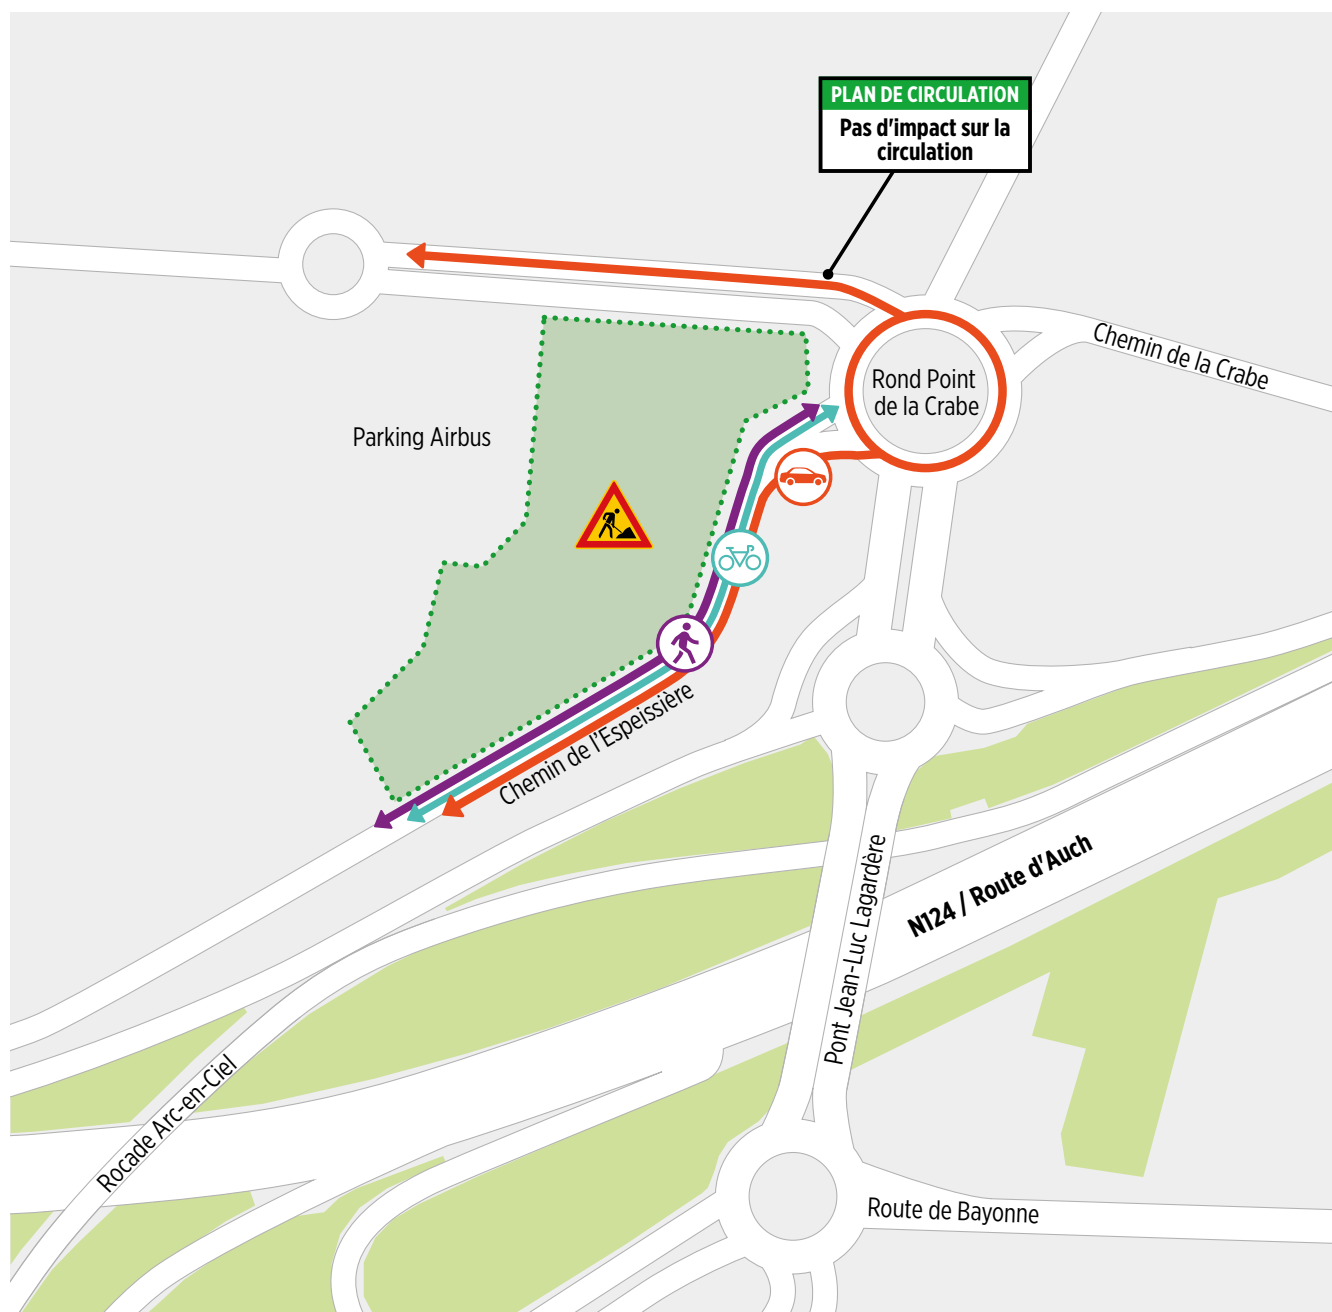 PLAN DE CIRCULATION
Pas d'impact sur la
circulation
Chemin de la Crabe
Rond Point
de la Crabe
Parking Airbus
Chemin de l'Espeissière
Pont Jean-Luc Lagardère
N124 / Route d'Auch
Rocade Arc-en-Ciel
Route de Bayonne